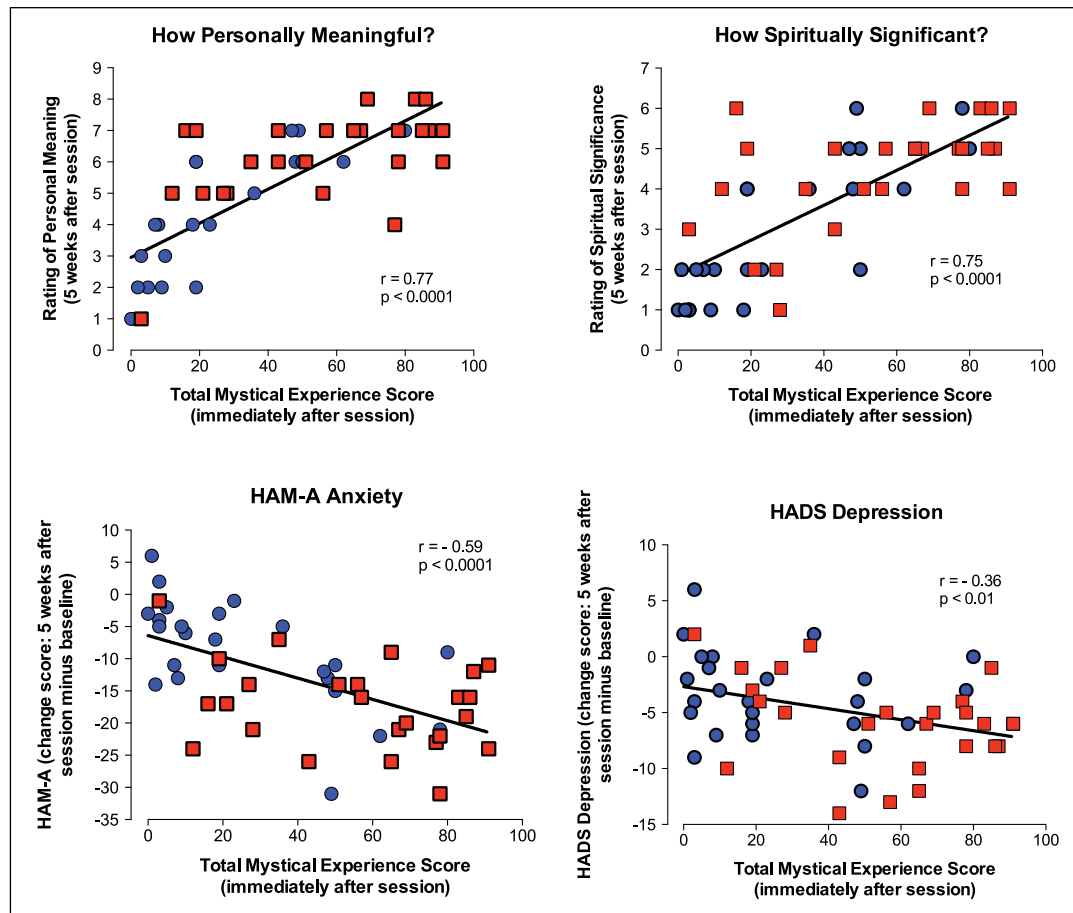 How Personally Meaningful?
Rating of Personal Meaning
(5 weeks after session)
9
8
7
6
5
4
3
2
1
0
r = 0.77
p < 0.0001
0 20 40 60 80 100
Total Mystical Experience Score
(immediately after session)
How Spiritually Significant?
Rating of Spiritual Significance
(5 weeks after session)
7
6
5
4
3
2
1
0
r = 0.75
p < 0.0001
0 20 40 60 80 100
Total Mystical Experience Score
(immediately after session)
HAM-A Anxiety
HAM-A (change score: 5 weeks after
session minus baseline)
10
5
0
-5
-10
-15
-20
-25
-30
-35
r = - 0.59
p < 0.0001
0 20 40 60 80 100
Total Mystical Experience Score
(immediately after session)
HADS Depression
HADS Depression (change score: 5 weeks after
session minus baseline)
10
5
0
-5
-10
-15
r = - 0.36
p < 0.01
0 20 40 60 80 100
Total Mystical Experience Score
(immediately after session)